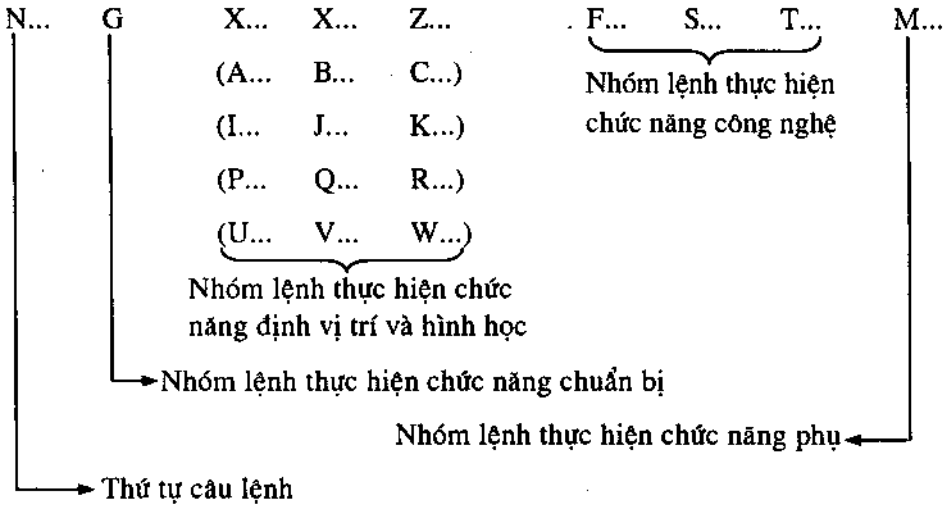 N... G X... X... Z... F... S... T... M...
(A... B... C...)
(I... J... K...)
(P... Q... R...)
(U... V... W...)
Nhóm lệnh thực hiện
chức năng công nghệ
Nhóm lệnh thực hiện chức
năng định vị trí và hình học
Nhóm lệnh thực hiện chức năng chuẩn bị
Nhóm lệnh thực hiện chức năng phụ
Thứ tự câu lệnh